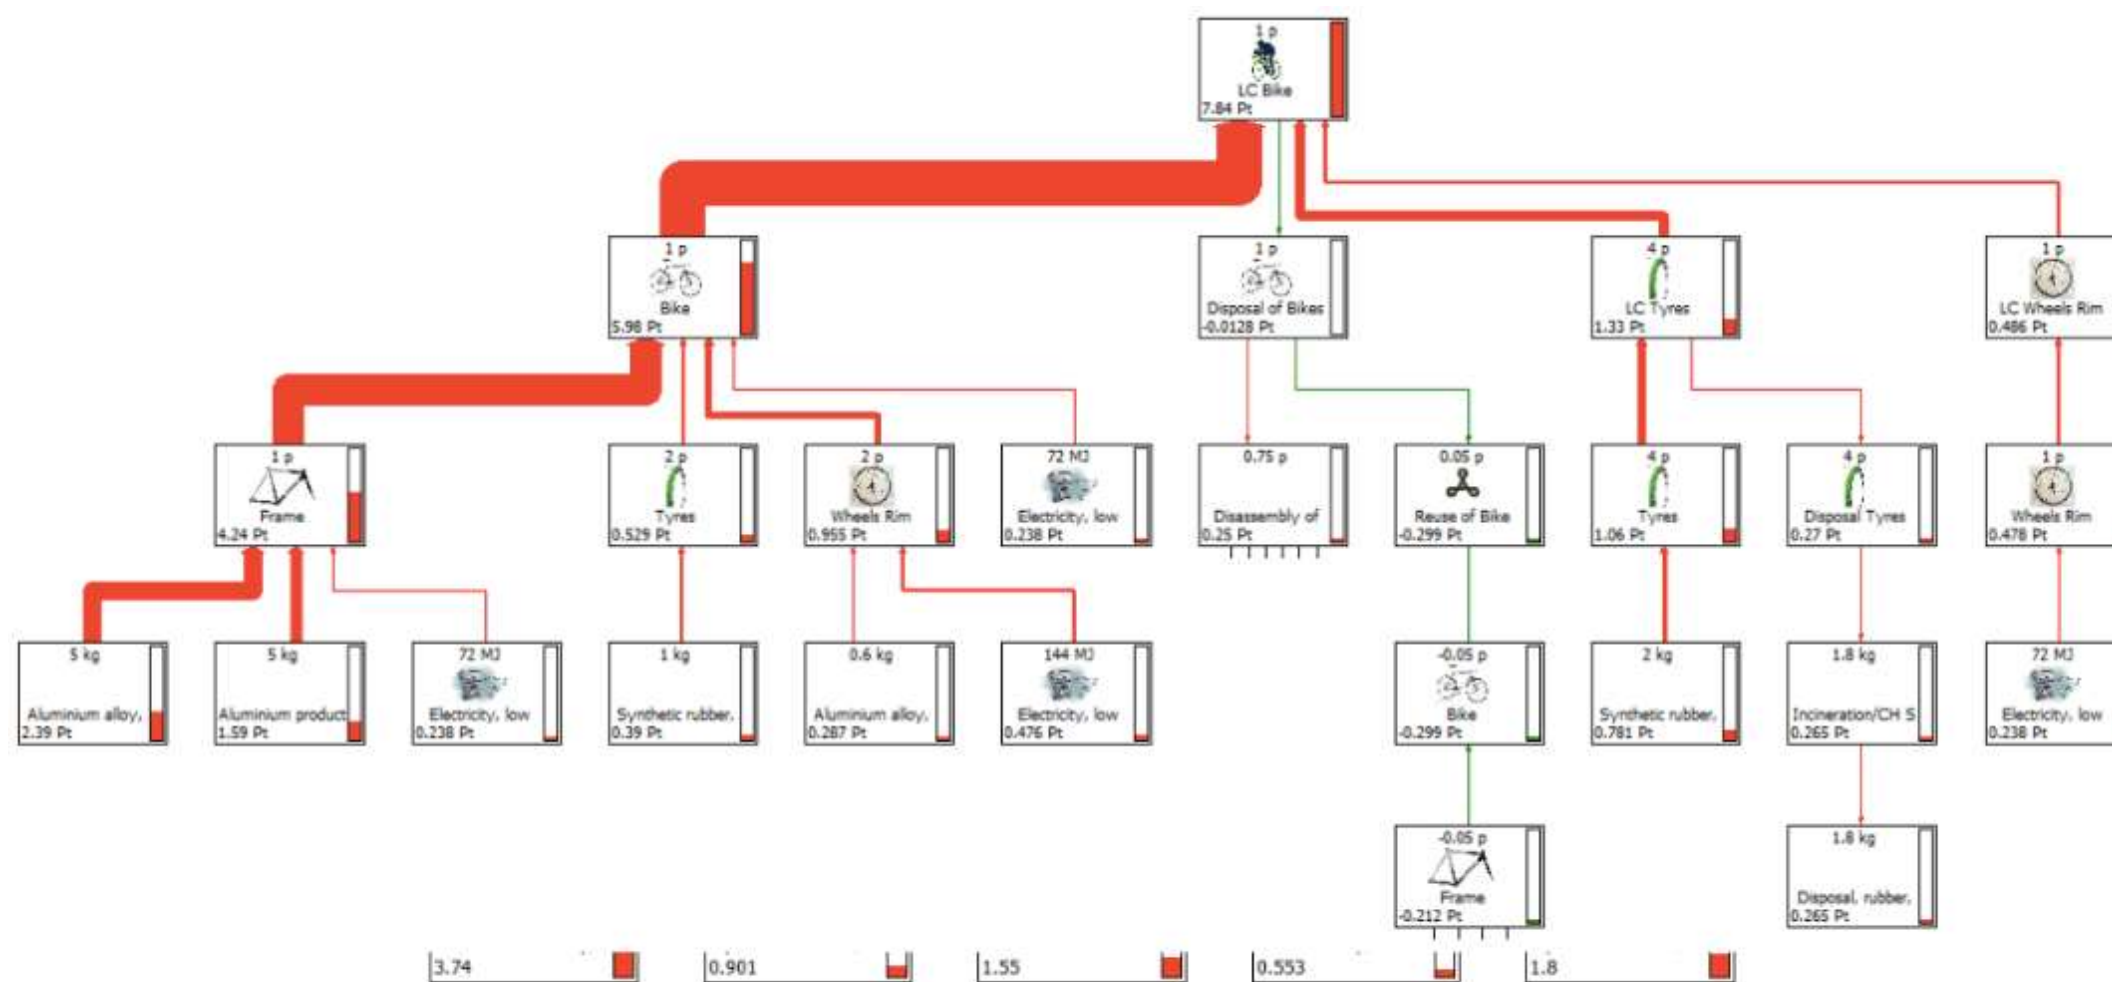 1 p
LC Bike
7.84 Pt
1 p
Bike
5.98 Pt
1 p
Disposal of Bikes
-0.0128 Pt
4 p
LC Tyres
1.33 Pt
1 p
LC Wheels Rim
0.486 Pt
1 p
Frame
4.24 Pt
2 p
Tyres
0.529 Pt
2 p
Wheels Rim
0.955 Pt
72 MJ
Electricity, low
0.238 Pt
0.75 p
Disassembly of
0.25 Pt
0.05 p
Reuse of Bike
-0.299 Pt
4 p
Tyres
1.06 Pt
4 p
Disposal Tyres
0.27 Pt
1 p
Wheels Rim
0.478 Pt
5 kg
Aluminium alloy,
2.39 Pt
5 kg
Aluminium product
1.59 Pt
72 MJ
Electricity, low
0.238 Pt
1 kg
Synthetic rubber,
0.39 Pt
0.6 kg
Aluminium alloy,
0.287 Pt
144 MJ
Electricity, low
0.476 Pt
-0.05 p
Bike
-0.299 Pt
2 kg
Synthetic rubber,
0.781 Pt
1.8 kg
Incineration/CH S
0.265 Pt
72 MJ
Electricity, low
0.238 Pt
-0.05 p
Frame
-0.212 Pt
1.8 kg
Disposal, rubber,
0.265 Pt
3.74
0.901
1.55
0.553
1.8